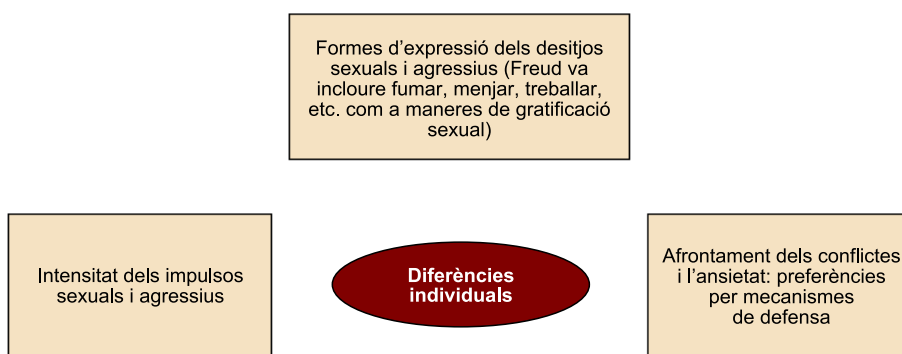 Formes d’expressió dels desitjos
sexuals i agressius (Freud va
incloure fumar, menjar, treballar,
etc. com a maneres de gratificació
sexual)
Intensitat dels impulsos
sexuals i agressius
Diferències
individuals
Afrontament dels conflictes
i l’ansietat: preferències
per mecanismes
de defensa